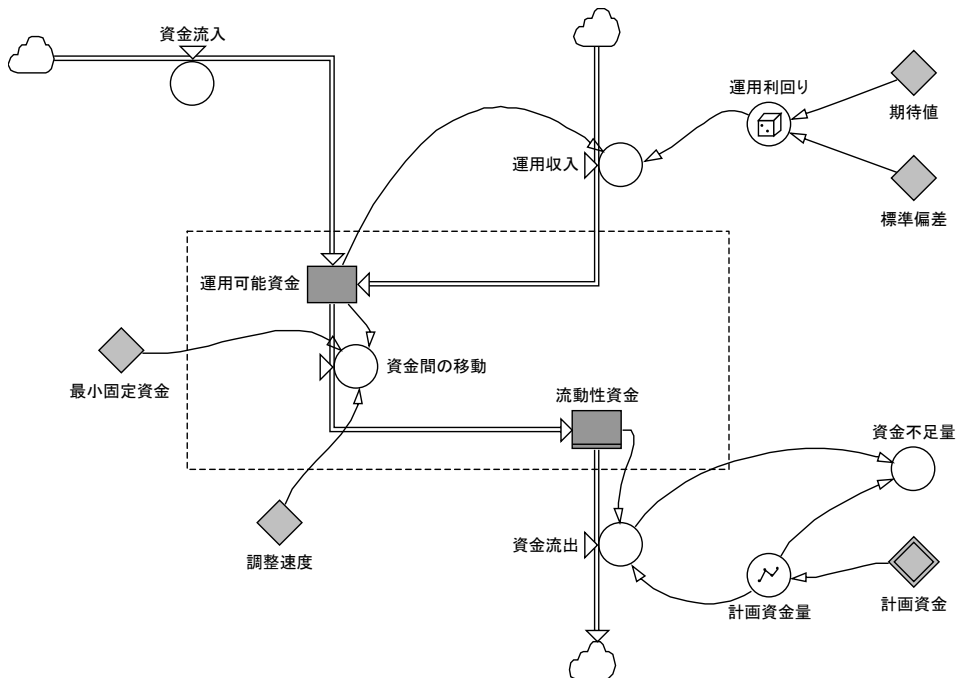 資金流入
運用利回り
期待値
運用収入
標準偏差
運用可能資金
資金間の移動
最小固定資金
流動性資金
資金不足量
資金流出
調整速度
計画資金量
計画資金